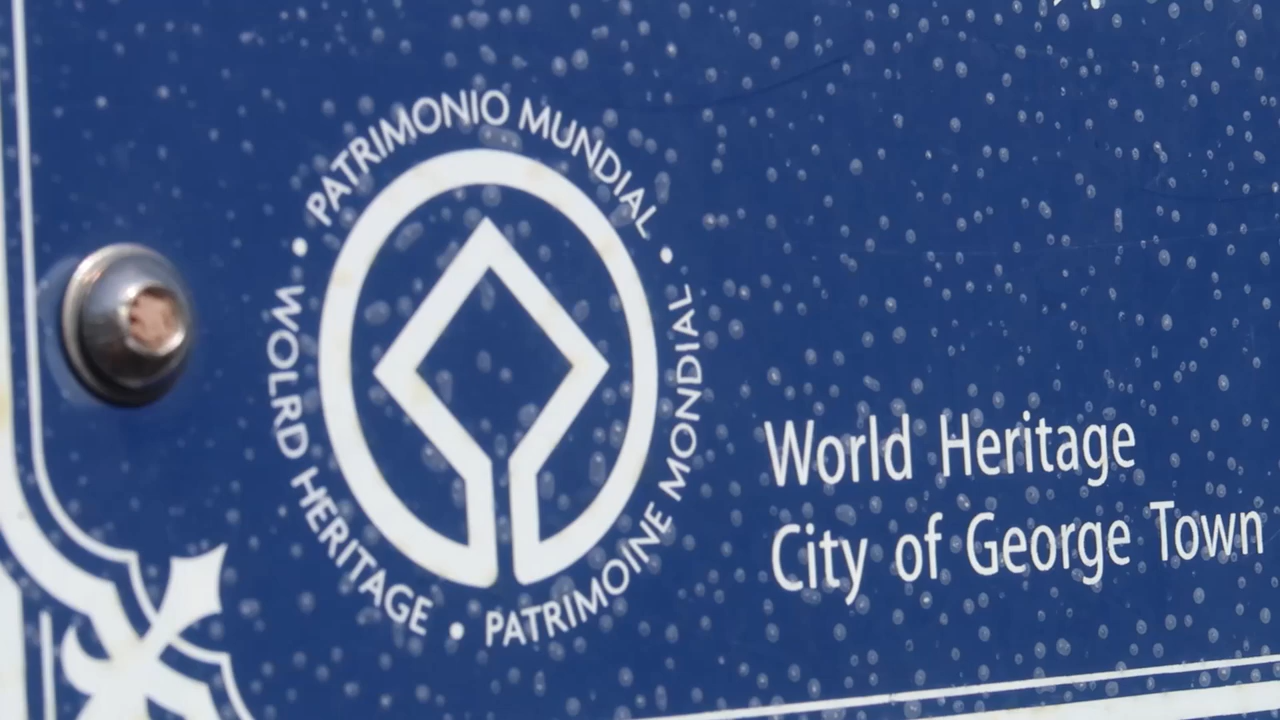 PATRIMONIO MUNDIAL • WOLRD HERITAGE • PATRIMOINE MONDIAL •
World Heritage
City of George Town